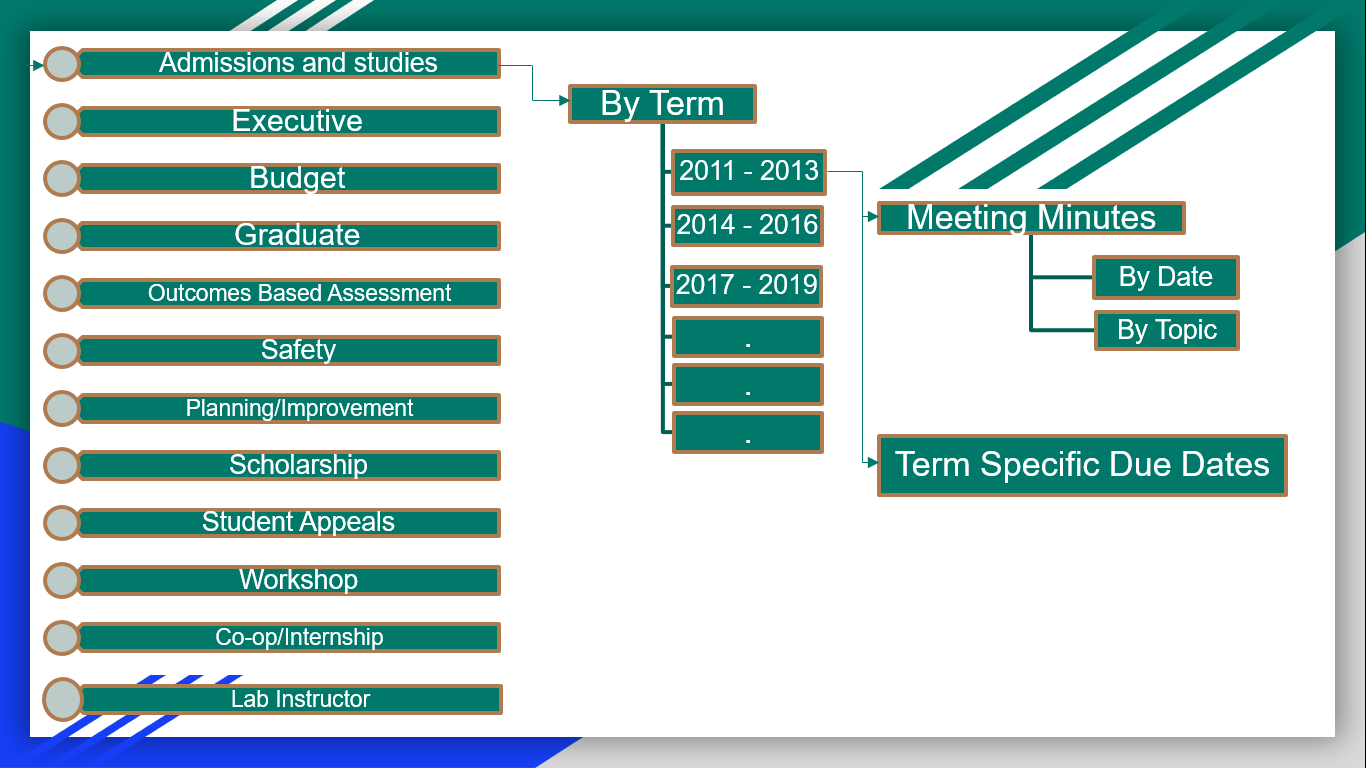 Admissions and studies
Executive
Budget
Graduate
Outcomes Based Assessment
Safety
Planning/Improvement
Scholarship
Student Appeals
Workshop
Co-op/Internship
Lab Instructor
By Term
2011 - 2013
2014 - 2016
2017 - 2019
.
.
.
Meeting Minutes
By Date
By Topic
Term Specific Due Dates